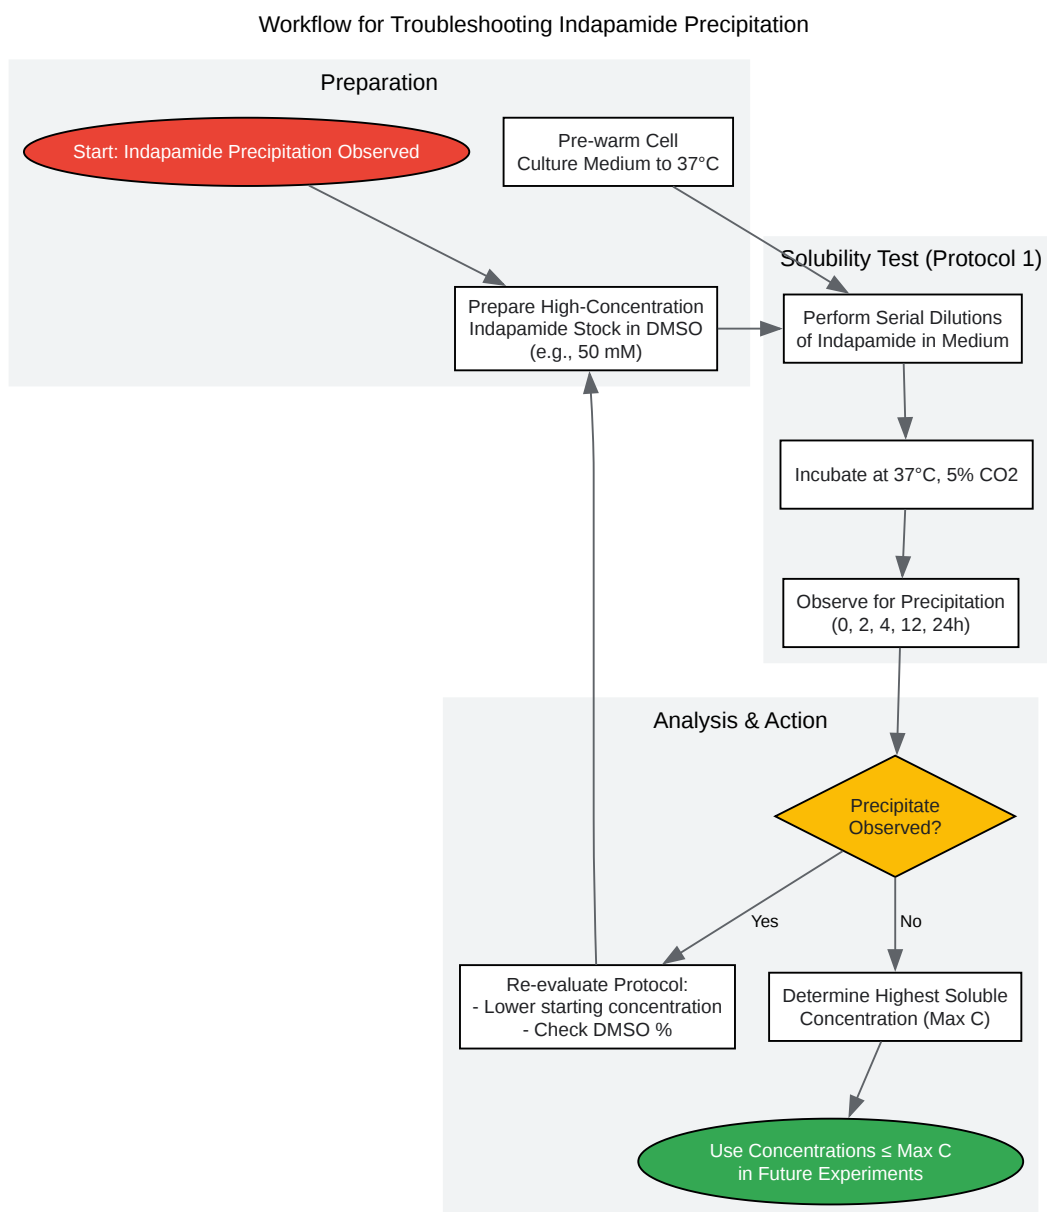 Workflow for Troubleshooting Indapamide Precipitation
Preparation
Start: Indapamide Precipitation Observed
Pre-warm Cell
Culture Medium to 37°C
Prepare High-Concentration
Indapamide Stock in DMSO
(e.g., 50 mM)
Solubility Test (Protocol 1)
Perform Serial Dilutions
of Indapamide in Medium
Incubate at 37°C, 5% CO2
Observe for Precipitation
(0, 2, 4, 12, 24h)
Analysis & Action
Precipitate
Observed?
Yes
No
Re-evaluate Protocol:
- Lower starting concentration
- Check DMSO %
Determine Highest Soluble
Concentration (Max C)
Use Concentrations ≤ Max C
in Future Experiments